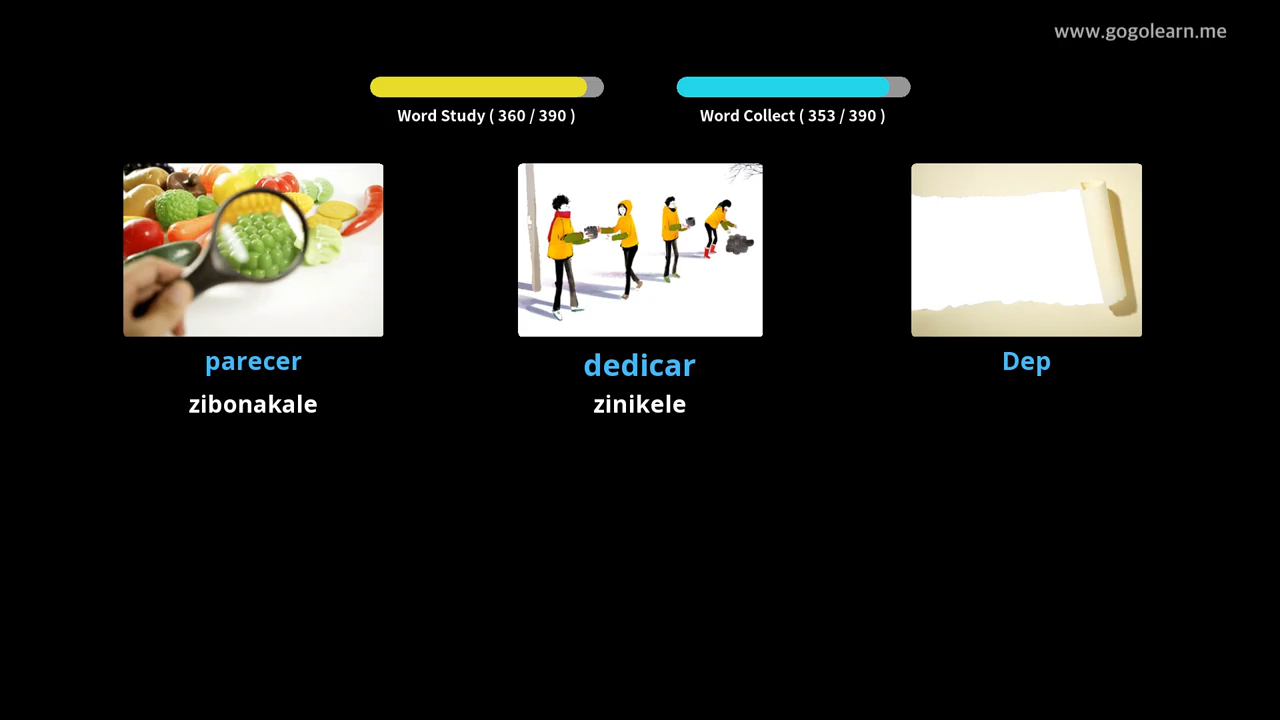 www.gogolearn.me
Word Study ( 360 / 390 )
Word Collect ( 353 / 390 )
parecer
dedicar
Dep
zibonakale
zinikele